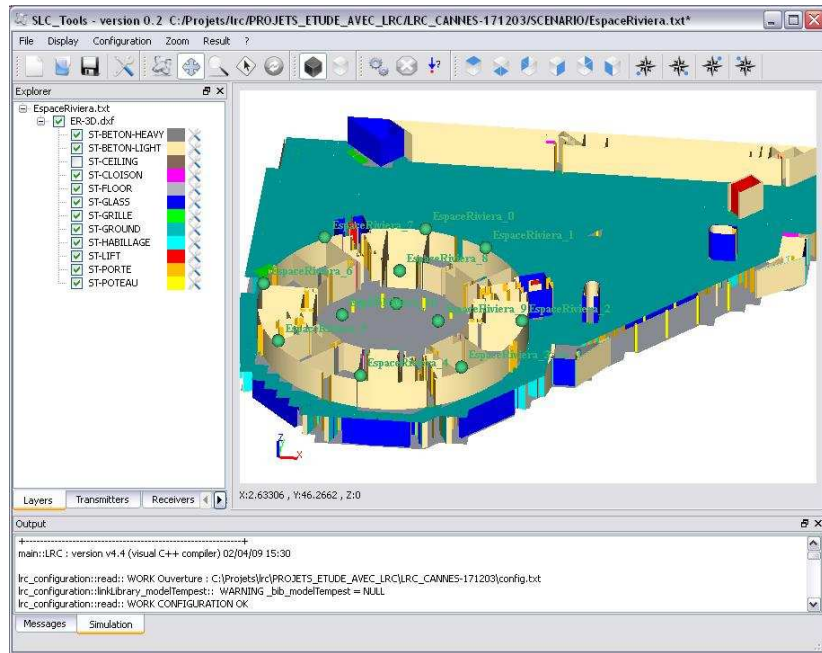 SLC_Tools - version 0.2 C:/Projets/lrc/PROJETS_ETUDE_AVEC_LRC/LRC_CANNES-171203/SCENARIO/EspaceRiviera.txt*
File Display Configuration Zoom Result ?
Explorer
EspaceRiviera.txt
ER-3D.dxf
ST-BETON-HEAVY
ST-BETON-LIGHT
ST-CEILING
ST-CLOISON
ST-FLOOR
ST-GLASS
ST-GRILLE
ST-GROUND
ST-HABILLAGE
ST-LIFT
ST-PORTE
ST-POTEAU
EspaceRiviera_7
EspaceRiviera_0
EspaceRiviera_1
EspaceRiviera_6
EspaceRiviera_8
EspaceRiviera_9
EspaceRiviera_2
EspaceRiviera_4
Z
X
Layers Transmitters Receivers
X:2.63306 , Y:46.2662 , Z:0
Output
+------------------------------------------------------------+
main::LRC : version v4.4 (visual C++ compiler) 02/04/09 15:30
lrc_configuration::read:: WORK Ouverture : C:\Projets\lrc\PROJETS_ETUDE_AVEC_LRC\LRC_CANNES-171203\config.txt
lrc_configuration::linkLibrary_modelTempest:: WARNING _bib_modelTempest = NULL
lrc_configuration::read:: WORK CONFIGURATION OK
Messages Simulation